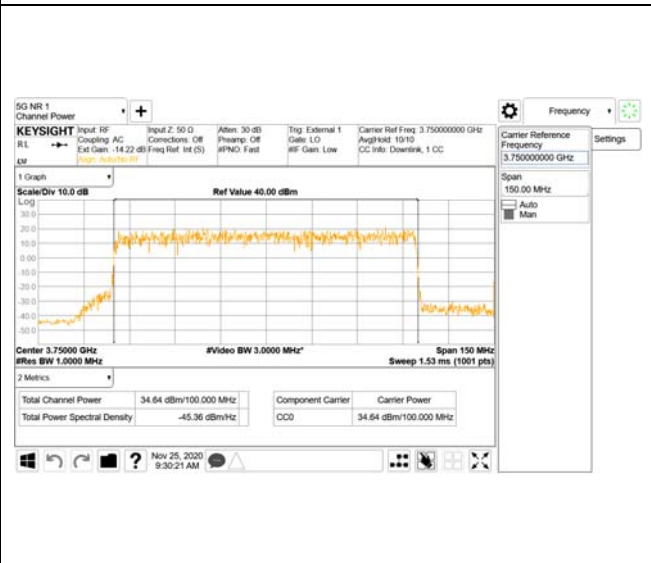 5G NR 1
Channel Power
Frequency
KEYSIGHT
RL
Input: RF
Coupling: AC
Ext Gain: -14.22 dB
Align: Auto/No RF
Input Z: 50 Ω
Corrections: Off
Freq Ref: Int (S)
Atten: 30 dB
Preamp: Off
#PNO: Fast
Trig: External 1
Gate: LO
#IF Gain: Low
Carrier Ref Freq: 3.750000000 GHz
Avg|Hold: 10/10
CC Info: Downlink, 1 CC
Carrier Reference
Frequency
3.750000000 GHz
Settings
Span
150.00 MHz
Auto
Man
1 Graph
Scale/Div 10.0 dB
Ref Value 40.00 dBm
Log
30.0
20.0
10.0
0.00
-10.0
-20.0
-30.0
-40.0
-50.0
Center 3.75000 GHz
#Video BW 3.0000 MHz*
Span 150 MHz
#Res BW 1.0000 MHz
Sweep 1.53 ms (1001 pts)
2 Metrics
Total Channel Power 34.64 dBm/100.000 MHz
Total Power Spectral Density -45.36 dBm/Hz
Component Carrier Carrier Power
CC0 34.64 dBm/100.000 MHz
?
Nov 25, 2020
9:30:21 AM